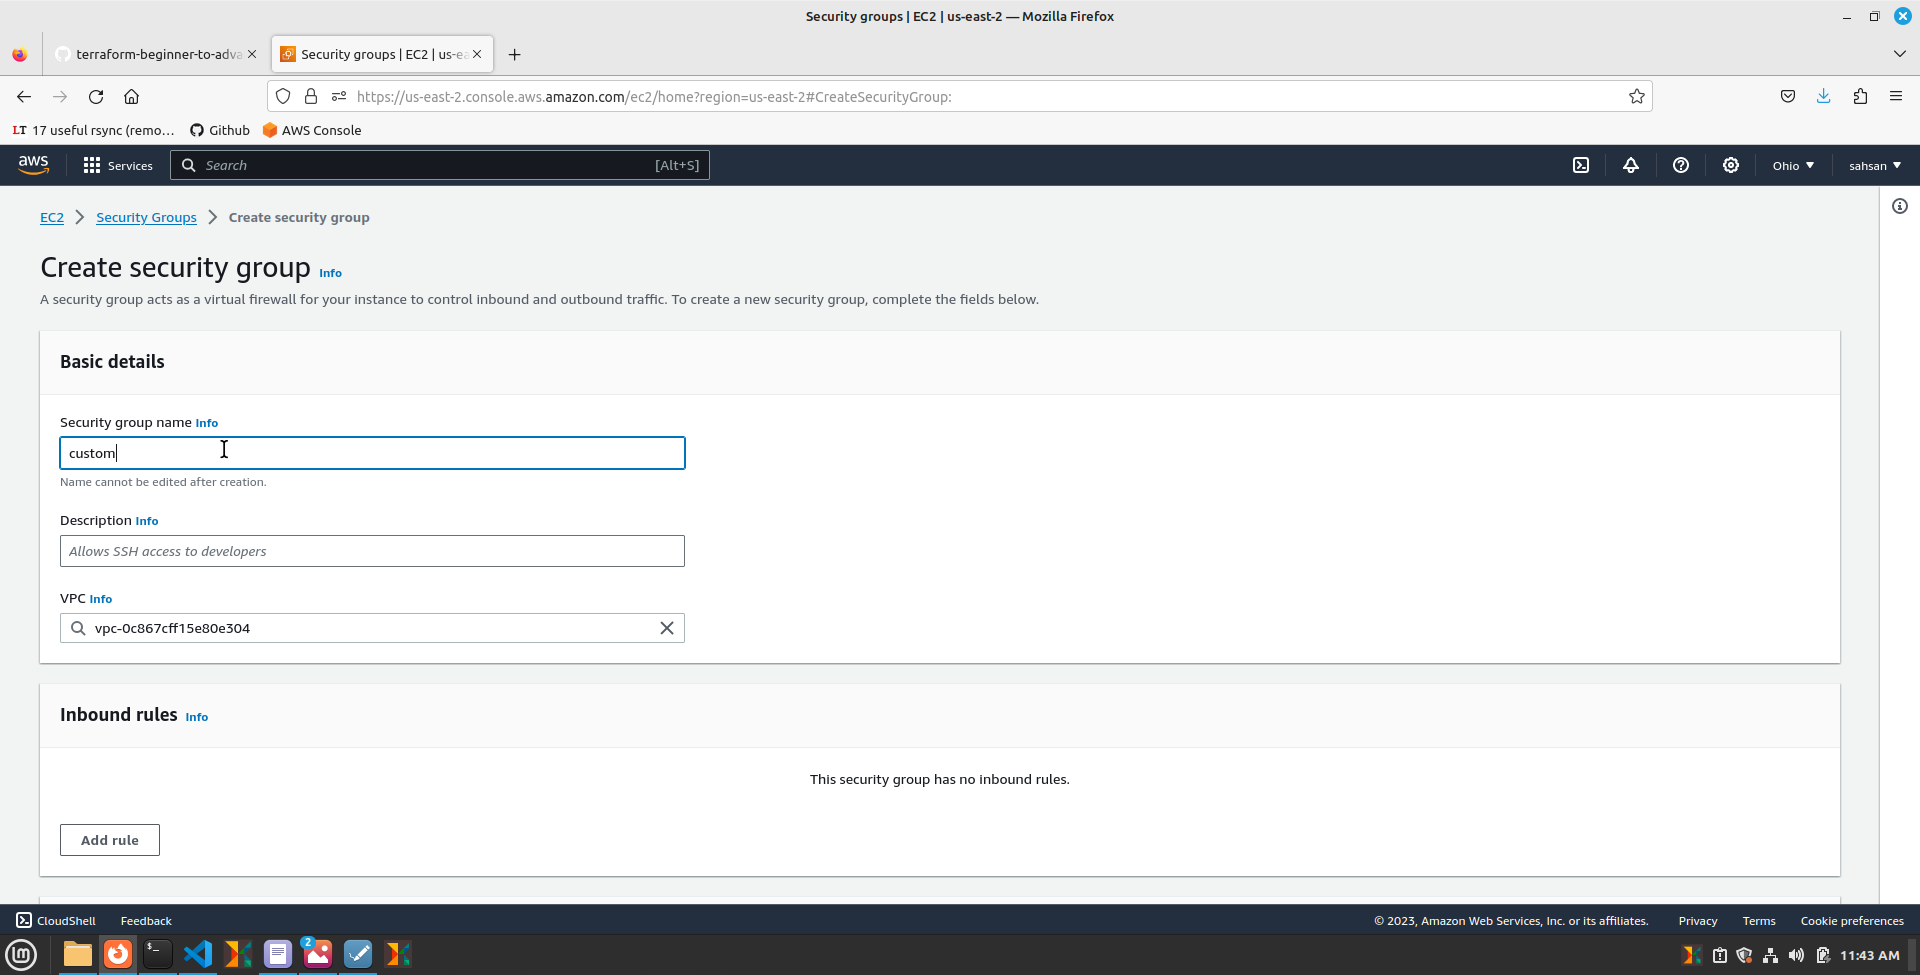 Security groups | EC2 | us-east-2 — Mozilla Firefox
terraform-beginner-to-adva
Security groups | EC2 | us-ea
https://us-east-2.console.aws.amazon.com/ec2/home?region=us-east-2#CreateSecurityGroup:
LT 17 useful rsync (remo... Github AWS Console
aws Services Search [Alt+S] Ohio sahsan
EC2 Security Groups Create security group
Create security group Info
A security group acts as a virtual firewall for your instance to control inbound and outbound traffic. To create a new security group, complete the fields below.
Basic details
Security group name Info
custom
Name cannot be edited after creation.
Description Info
Allows SSH access to developers
VPC Info
vpc-0c867cff15e80e304
Inbound rules Info
This security group has no inbound rules.
Add rule
CloudShell Feedback © 2023, Amazon Web Services, Inc. or its affiliates. Privacy Terms Cookie preferences
2
11:43 AM